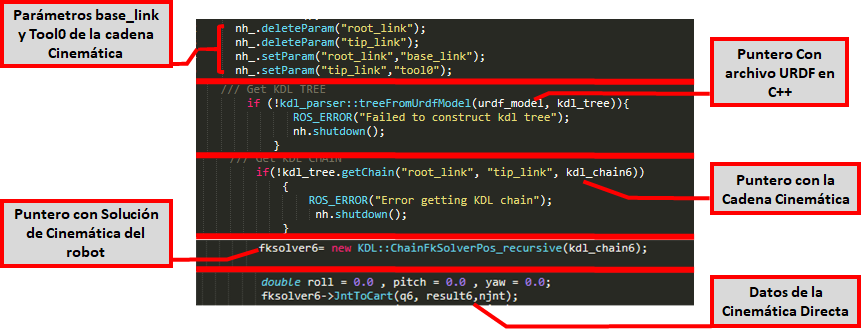 Parámetros base_link
y Tool0 de la cadena
Cinemática
nh_.deleteParam("root_link");
nh_.deleteParam("tip_link");
nh_.setParam("root_link","base_link");
nh_.setParam("tip_link","tool0");
Puntero Con
archivo URDF en
C++
/// Get KDL TREE
if (!kdl_parser::treeFromUrdfModel(urdf_model, kdl_tree)){
ROS_ERROR("Failed to construct kdl tree");
nh.shutdown();
}
/// Get KDL CHAIN
if(!kdl_tree.getChain("root_link", "tip_link", kdl_chain6))
{
ROS_ERROR("Error getting KDL chain");
nh.shutdown();
}
Puntero con la
Cadena Cinemática
Puntero con Solución
de Cinemática del
robot
fksolver6= new KDL::ChainFkSolverPos_recursive(kdl_chain6);
double roll = 0.0 , pitch = 0.0 , yaw = 0.0;
fksolver6->JntToCart(q6, result6,njnt);
Datos de la
Cinemática Directa